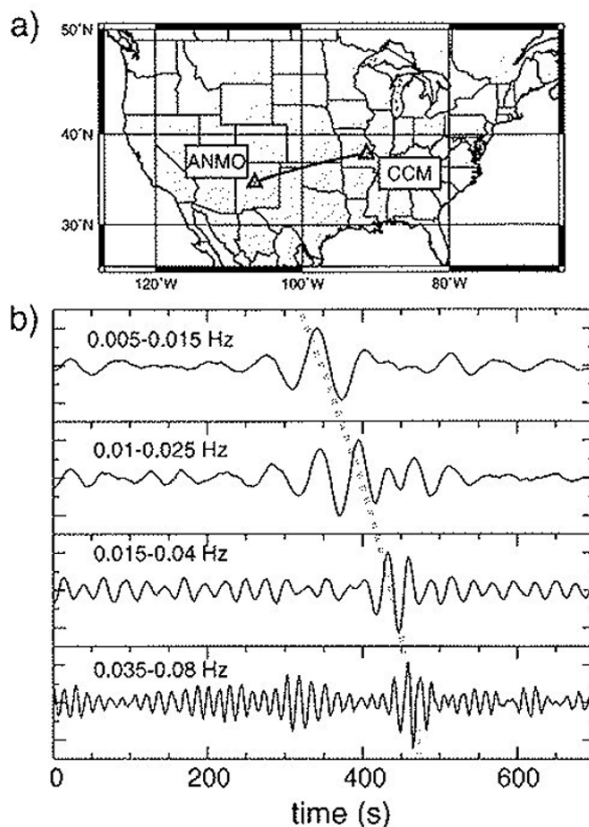 a)
50°N
40°N
30°N
ANMO
CCM
120°W 100°W 80°W
b)
0.005-0.015 Hz
0.01-0.025 Hz
0.015-0.04 Hz
0.035-0.08 Hz
0 200 400 600
time (s)